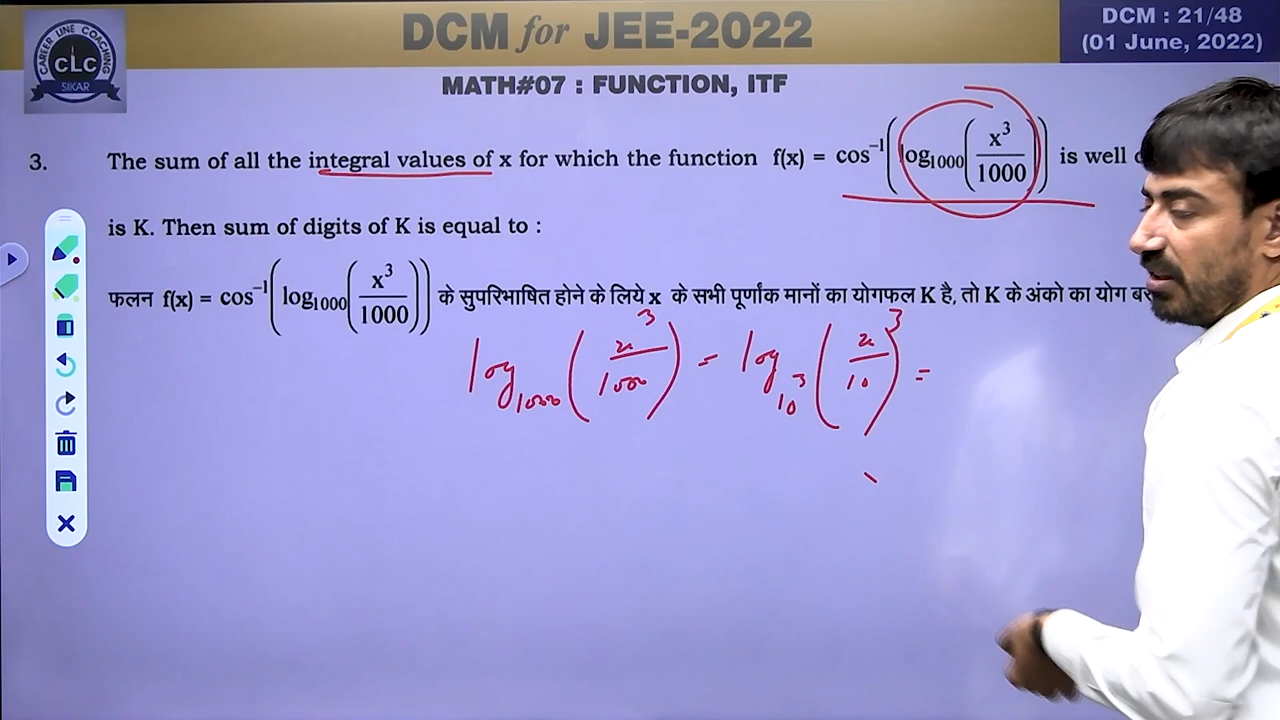 DCM for JEE-2022
DCM : 21/48
(01 June, 2022)
CAREER LINE COACHING
CLC
SIKAR
MATH#07 : FUNCTION, ITF
3. The sum of all the integral values of x for which the function f(x) = cos⁻¹(log₁₀₀₀(x³/1000)) is well
is K. Then sum of digits of K is equal to :
फलन f(x) = cos⁻¹(log₁₀₀₀(x³/1000)) के सुपरिभाषित होने के लिये x के सभी पूर्णांक मानों का योगफल K है, तो K के अंको का योग
log₁₀₀₀(x³/1000) = log₁₀³(x/10)³ =